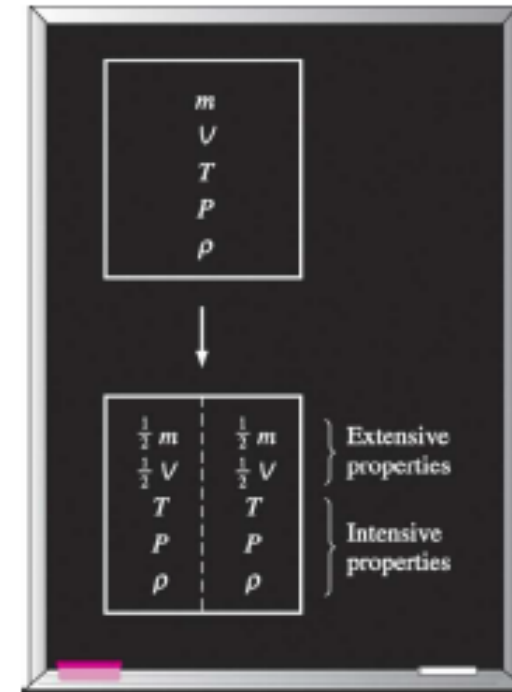 m
V
T
P
ρ
½ m ½ m
½ V ½ V
T T
P P
ρ ρ
Extensive
properties
Intensive
properties